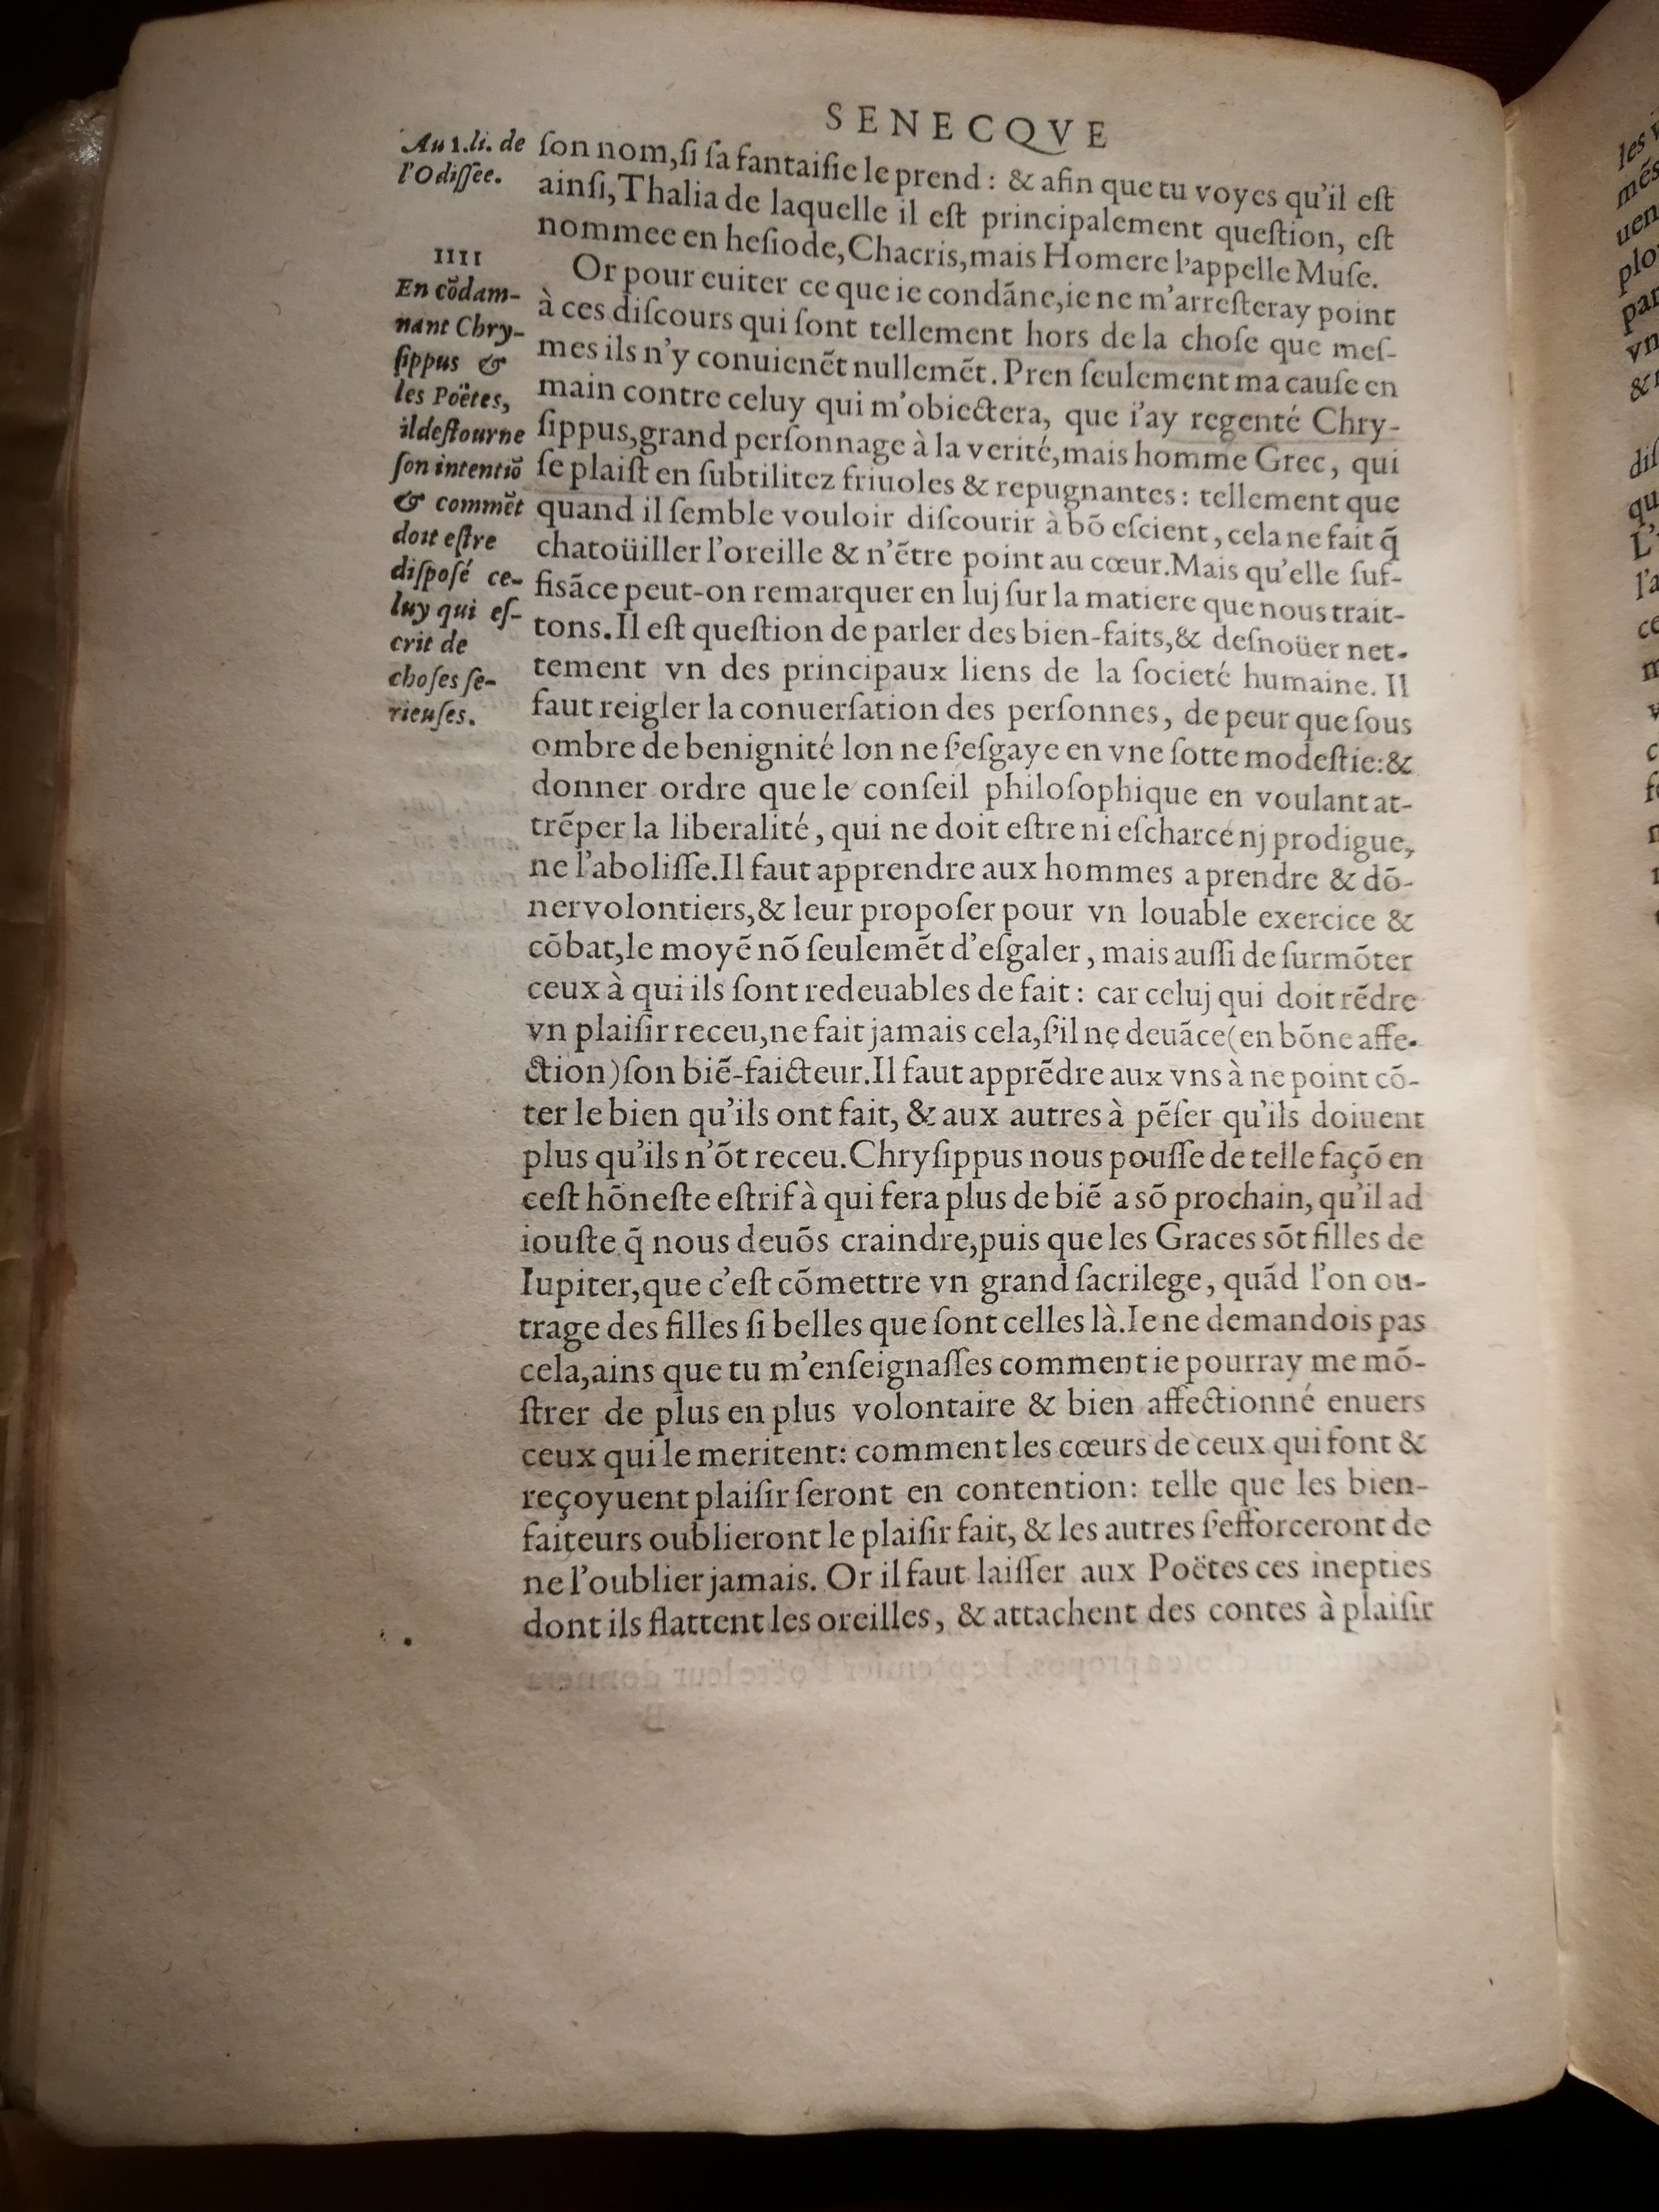 SENECQVE
Au 1. li. de
l'Odiſſee.
ſon nom, ſi ſa fantaiſie le prend : & afin que tu voyes qu'il eſt
ainſi, Thalia de laquelle il eſt principalement queſtion, eſt
nommee en heſiode, Chacris, mais Homere l'appelle Muſe.
IIII
En cõdam-
nant Chry-
ſippus &
les Poëtes,
il deſtourne
ſon intentiõ
& commẽt
doit eſtre
diſpoſé ce-
luy qui eſ-
crit de
choſes ſe-
rieuſes.
Or pour euiter ce que ie condãne, ie ne m'arreſteray point
à ces diſcours qui ſont tellement hors de la choſe que meſ-
mes ils n'y conuienẽt nullemẽt. Pren ſeulement ma cauſe en
main contre celuy qui m'obiectera, que i'ay regenté Chry-
ſippus, grand perſonnage à la verité, mais homme Grec, qui
ſe plaiſt en ſubtilitez friuoles & repugnantes : tellement que
quand il ſemble vouloir diſcourir à bõ eſcient, cela ne fait q̃
chatoüiller l'oreille & n'ẽtre point au cœur. Mais qu'elle ſuf-
fisãce peut-on remarquer en luj ſur la matiere que nous trait-
tons. Il eſt queſtion de parler des bien-faits, & deſnoüer net-
tement vn des principaux liens de la ſocieté humaine. Il
faut reigler la conuerſation des perſonnes, de peur que ſous
ombre de benignité lon ne ſ'eſgaye en vne ſotte modeſtie: &
donner ordre que le conſeil philoſophique en voulant at-
trẽper la liberalité, qui ne doit eſtre ni eſcharce nj prodigue,
ne l'aboliſſe. Il faut apprendre aux hommes a prendre & dõ-
ner volontiers, & leur propoſer pour vn louable exercice &
cõbat, le moyẽ nõ ſeulemẽt d'eſgaler, mais auſſi de ſurmõter
ceux à qui ils ſont redeuables de fait : car celuj qui doit rẽdre
vn plaiſir receu, ne fait jamais cela, ſ'il ne deuãce (en bõne affe-
ction) ſon biẽ-faicteur. Il faut apprẽdre aux vns à ne point cõ-
ter le bien qu'ils ont fait, & aux autres à pẽſer qu'ils doiuent
plus qu'ils n'õt receu. Chryſippus nous pouſſe de telle façõ en
ceſt hõneſte eſtrif à qui fera plus de biẽ a sõ prochain, qu'il ad
iouſte q̃ nous deuõs craindre, puis que les Graces sõt filles de
Iupiter, que c'eſt cõmettre vn grand ſacrilege, quãd l'on ou-
trage des filles ſi belles que ſont celles là. Ie ne demandois pas
cela, ains que tu m'enſeignaſſes comment ie pourray me mõ-
ſtrer de plus en plus volontaire & bien affectionné enuers
ceux qui le meritent: comment les cœurs de ceux qui font &
reçoyuent plaiſir ſeront en contention: telle que les bien-
faiteurs oublieront le plaiſir fait, & les autres ſ'efforceront de
ne l'oublier jamais. Or il faut laiſſer aux Poëtes ces inepties
dont ils flattent les oreilles, & attachent des contes à plaiſir